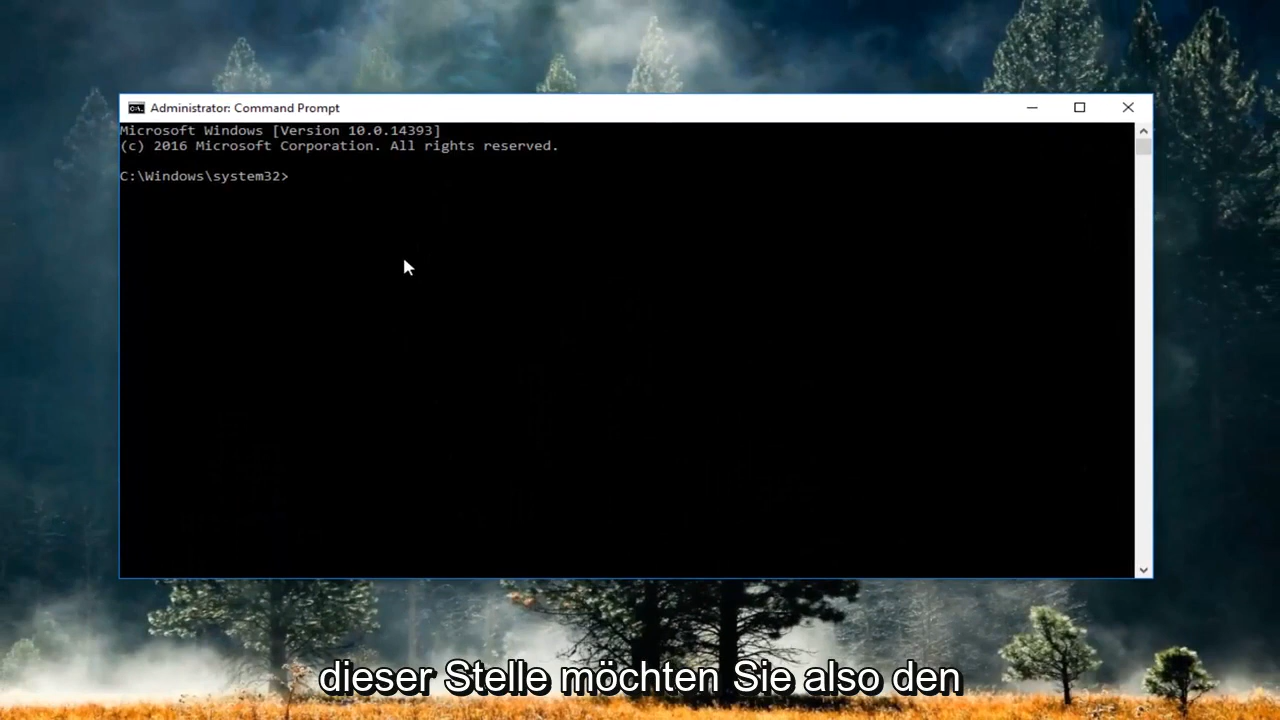 Administrator: Command Prompt
Microsoft Windows [Version 10.0.14393]
(c) 2016 Microsoft Corporation. All rights reserved.
C:\Windows\system32>
dieser Stelle möchten Sie also den